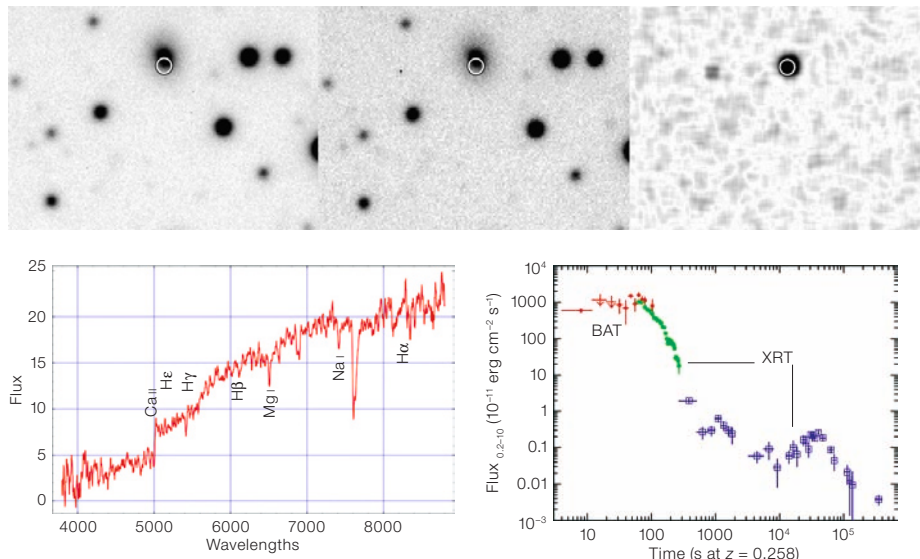 25
20
15
10
5
0
Flux
Ca II
Hε
Hγ
Hβ
Mg I
Na I
Hα
4000
5000
6000
7000
8000
Wavelengths
10⁴
1000
100
10
1
0.1
0.01
10⁻³
Flux 0.2–10 (10⁻¹¹ erg cm⁻² s⁻¹)
BAT
XRT
10
100
1000
10⁴
10⁵
Time (s at z = 0.258)